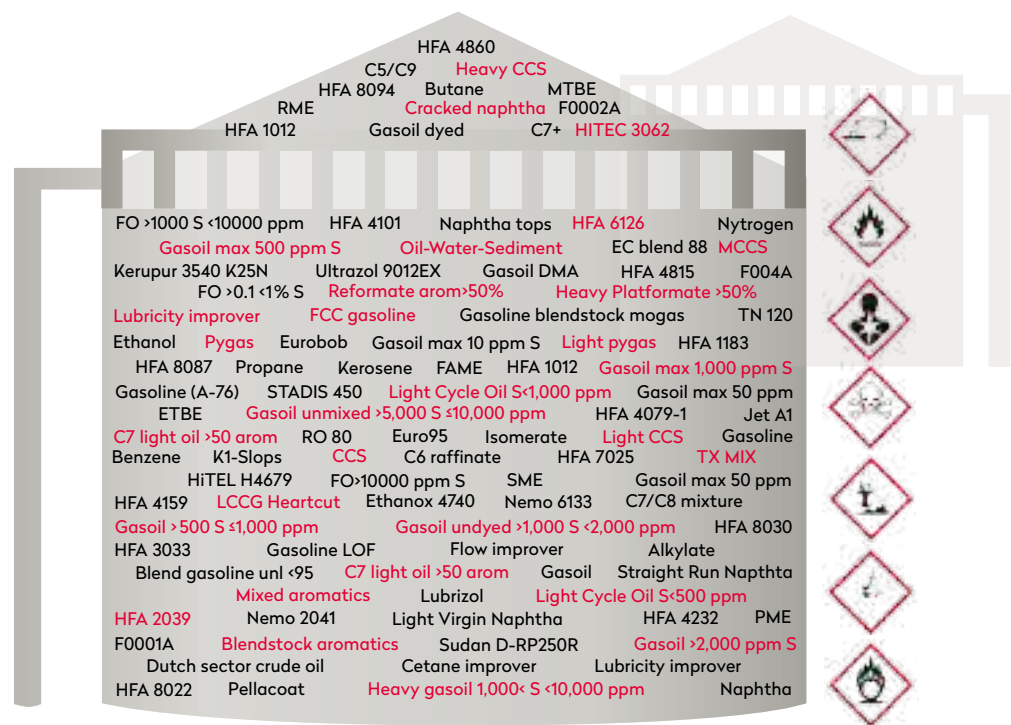 HFA 4860
C5/C9 Heavy CCS
HFA 8094 Butane MTBE
RME Cracked naphtha F0002A
HFA 1012 Gasoil dyed C7+ HITEC 3062
FO >1000 S <10000 ppm HFA 4101 Naphtha tops HFA 6126 Nytrogen
Gasoil max 500 ppm S Oil-Water-Sediment EC blend 88 MCCS
Kerupur 3540 K25N Ultrazol 9012EX Gasoil DMA HFA 4815 F004A
FO >0.1 <1% S Reformate arom>50% Heavy Platformate >50%
Lubricity improver FCC gasoline Gasoline blendstock mogas TN 120
Ethanol Pygas Eurobob Gasoil max 10 ppm S Light pygas HFA 1183
HFA 8087 Propane Kerosene FAME HFA 1012 Gasoil max 1,000 ppm S
Gasoline (A-76) STADIS 450 Light Cycle Oil S<1,000 ppm Gasoil max 50 ppm
ETBE Gasoil unmixed >5,000 S ≤10,000 ppm HFA 4079-1 Jet A1
C7 light oil >50 arom RO 80 Euro95 Isomerate Light CCS Gasoline
Benzene K1-Slops CCS C6 raffinate HFA 7025 TX MIX
HiTEL H4679 FO>10000 ppm S SME Gasoil max 50 ppm
HFA 4159 LCCG Heartcut Ethanox 4740 Nemo 6133 C7/C8 mixture
Gasoil >500 S ≤1,000 ppm Gasoil undyed >1,000 S <2,000 ppm HFA 8030
HFA 3033 Gasoline LOF Flow improver Alkylate
Blend gasoline unl <95 C7 light oil >50 arom Gasoil Straight Run Napthta
Mixed aromatics Lubrizol Light Cycle Oil S<500 ppm
HFA 2039 Nemo 2041 Light Virgin Naphtha HFA 4232 PME
F0001A Blendstock aromatics Sudan D-RP250R Gasoil >2,000 ppm S
Dutch sector crude oil Cetane improver Lubricity improver
HFA 8022 Pellacoat Heavy gasoil 1,000< S <10,000 ppm Naphtha